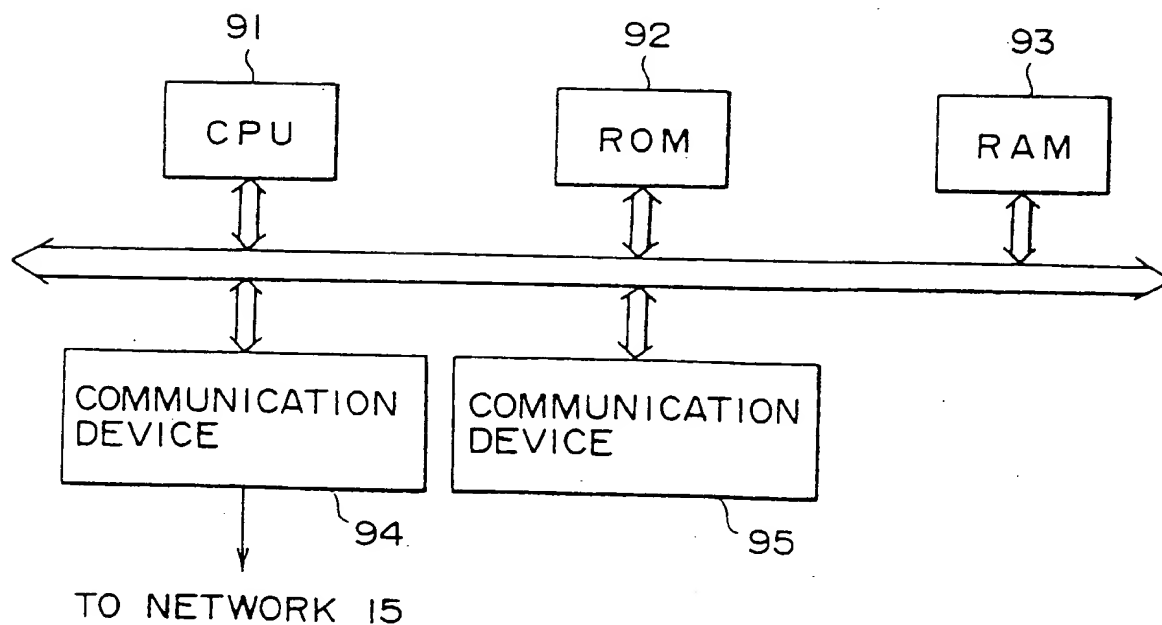 91
92
93
CPU
ROM
RAM
COMMUNICATION
DEVICE
COMMUNICATION
DEVICE
94
95
TO NETWORK 15